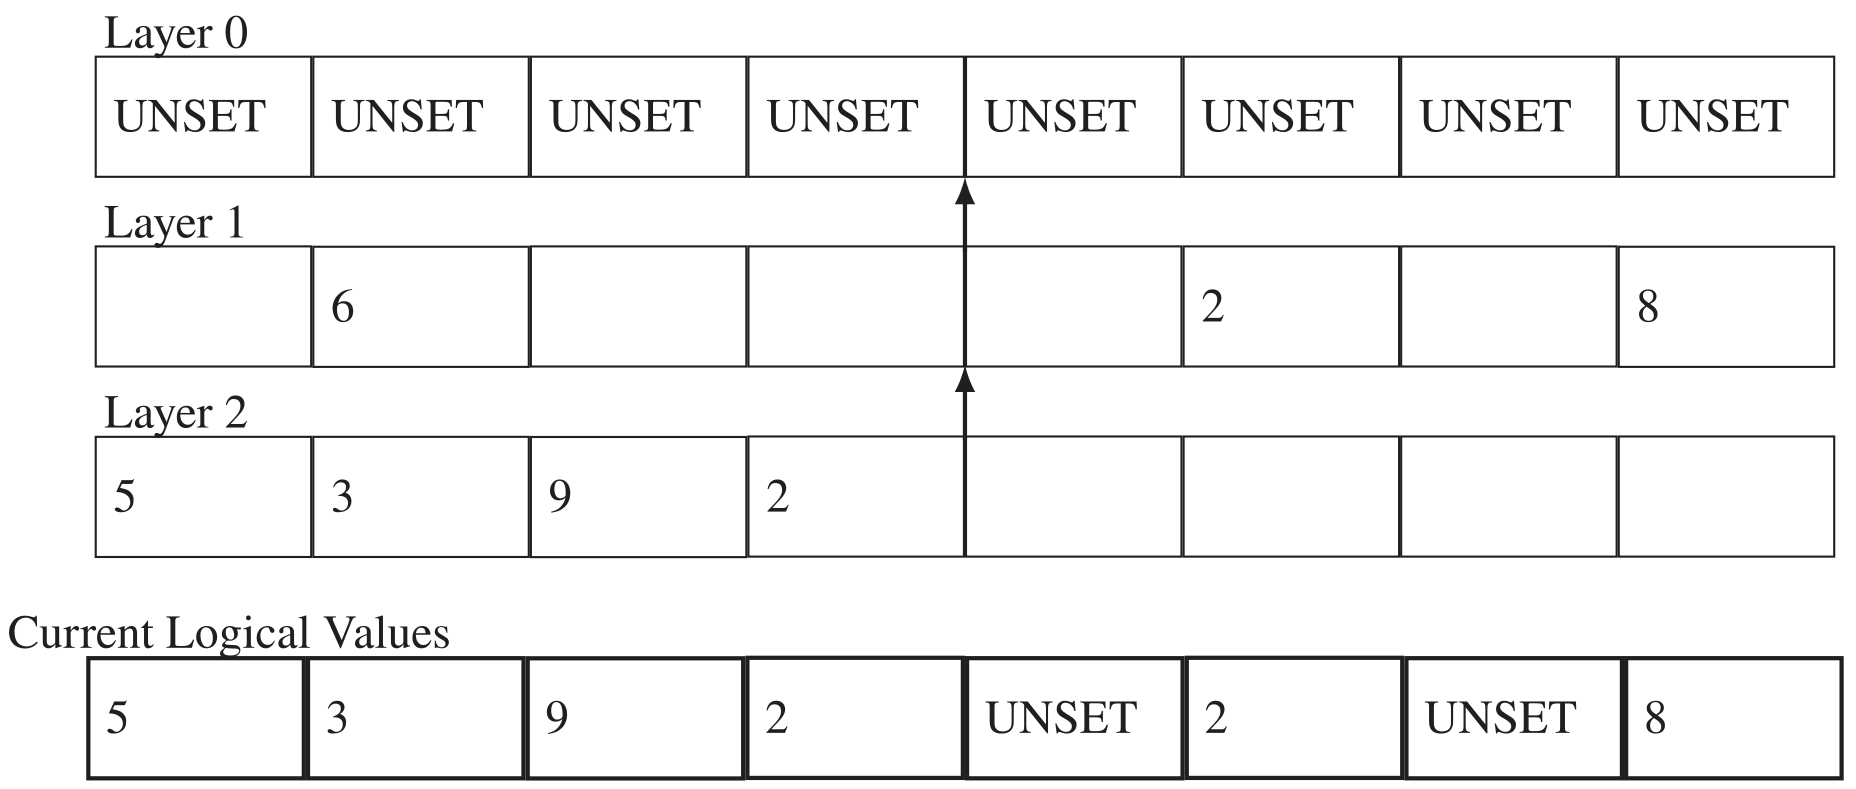 Layer 0
UNSET UNSET UNSET UNSET UNSET UNSET UNSET UNSET
Layer 1
6 2 8
Layer 2
5 3 9 2
Current Logical Values
5 3 9 2 UNSET 2 UNSET 8